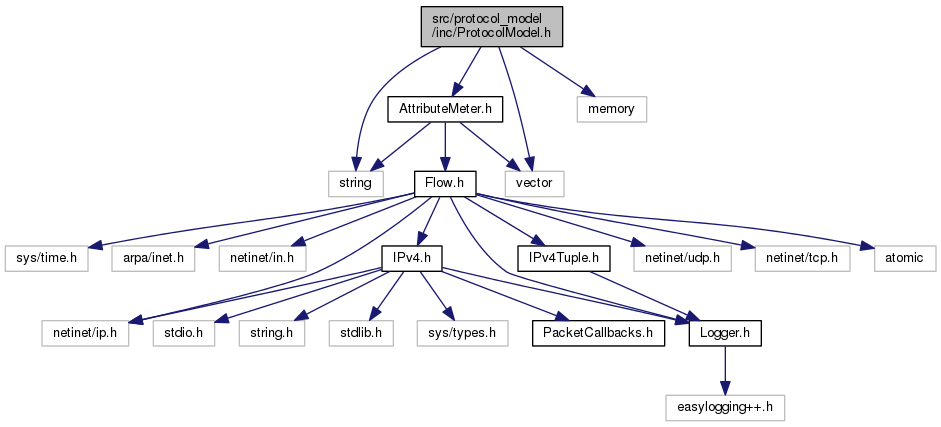 src/protocol_model
/inc/ProtocolModel.h
AttributeMeter.h
memory
string
Flow.h
vector
sys/time.h
arpa/inet.h
netinet/in.h
IPv4.h
IPv4Tuple.h
netinet/udp.h
netinet/tcp.h
atomic
netinet/ip.h
stdio.h
string.h
stdlib.h
sys/types.h
PacketCallbacks.h
Logger.h
easylogging++.h